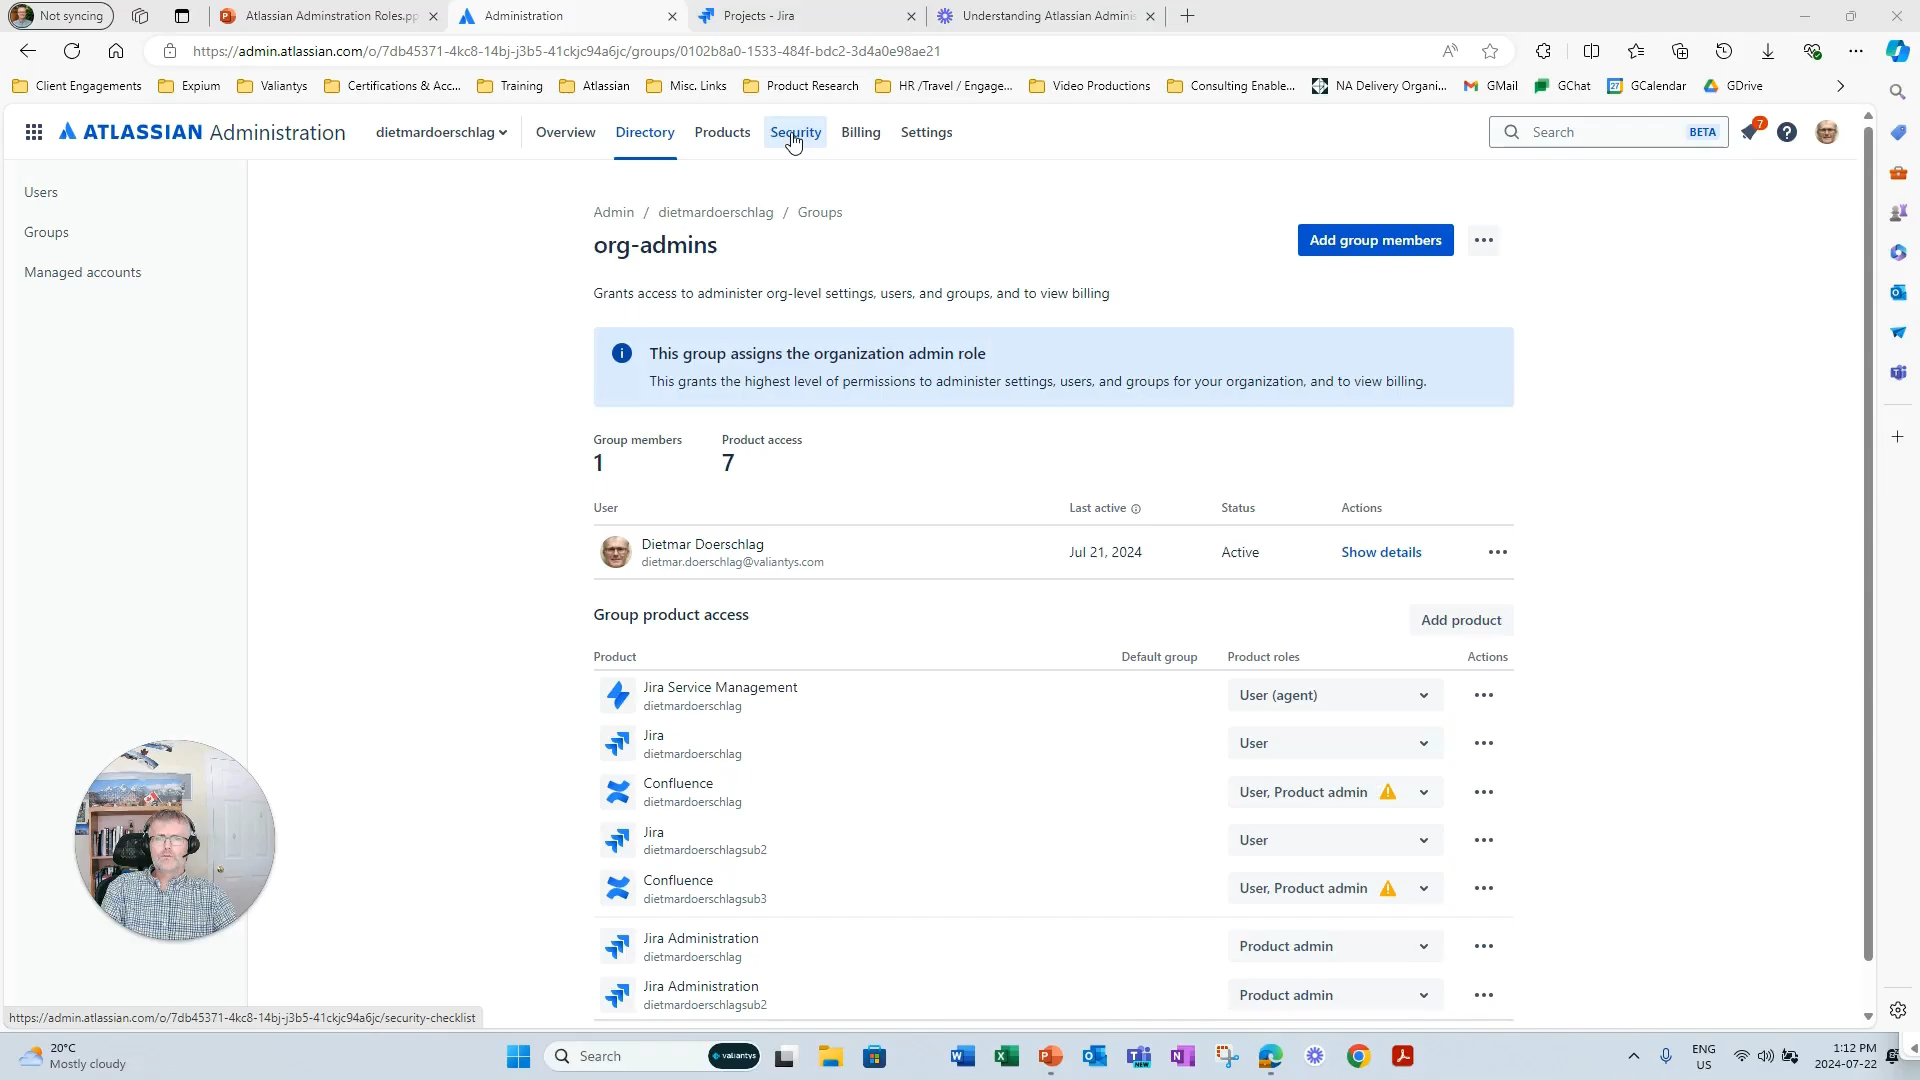 Not syncing
Atlassian Adminstration Roles.pp
Administration
Projects - Jira
Understanding Atlassian Adminis
https://admin.atlassian.com/o/7db45371-4kc8-14bj-j3b5-41ckjc94a6jc/groups/0102b8a0-1533-484f-bdc2-3d4a0e98ae21
Client Engagements
Expium
Valiantys
Certifications & Acc...
Training
Atlassian
Misc. Links
Product Research
HR /Travel / Engage...
Video Productions
Consulting Enable...
NA Delivery Organi...
GMail
GChat
GCalendar
GDrive
ATLASSIAN Administration
dietmardoerschlag
Overview
Directory
Products
Security
Billing
Settings
Search
BETA
7
Users
Groups
Managed accounts
Admin / dietmardoerschlag / Groups
org-admins
Add group members
Grants access to administer org-level settings, users, and groups, and to view billing
This group assigns the organization admin role
This grants the highest level of permissions to administer settings, users, and groups for your organization, and to view billing.
Group members
Product access
1
7
User
Last active
Status
Actions
Dietmar Doerschlag
dietmar.doerschlag@valiantys.com
Jul 21, 2024
Active
Show details
Group product access
Add product
Product
Default group
Product roles
Actions
Jira Service Management
dietmardoerschlag
User (agent)
Jira
dietmardoerschlag
User
Confluence
dietmardoerschlag
User, Product admin
Jira
dietmardoerschlagsub2
User
Confluence
dietmardoerschlagsub3
User, Product admin
Jira Administration
dietmardoerschlag
Product admin
Jira Administration
dietmardoerschlagsub2
Product admin
https://admin.atlassian.com/o/7db45371-4kc8-14bj-j3b5-41ckjc94a6jc/security-checklist
20°C
Mostly cloudy
Search
valiantys
ENG
US
1:12 PM
2024-07-22